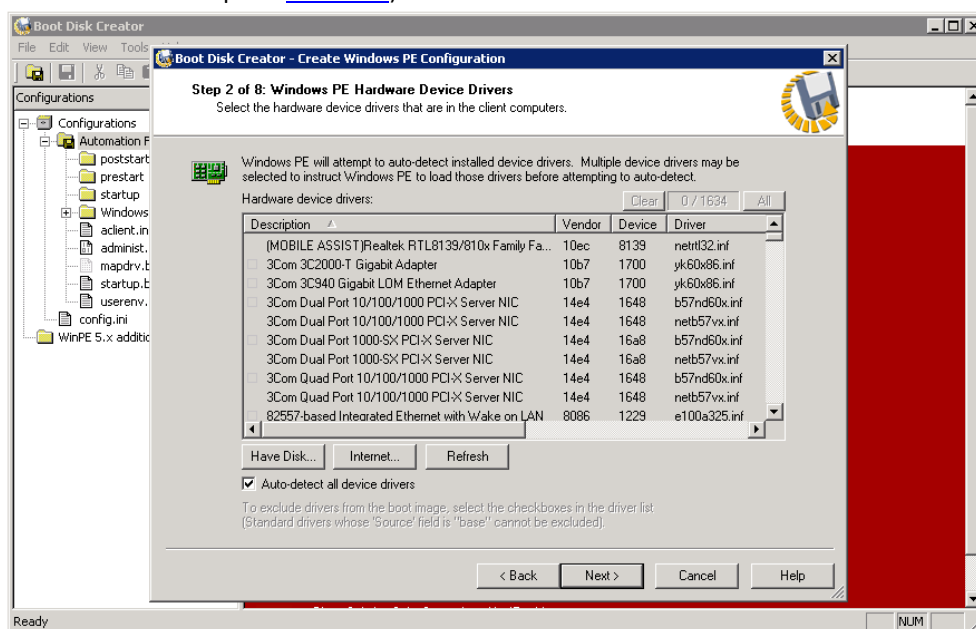 Boot Disk Creator
File Edit View Tools
Configurations
Configurations
Automation F
poststart
prestart
startup
Windows
aclient.in
administ.
mapdrv.b
startup.b
userenv.
config.ini
WinPE 5.x additic
Boot Disk Creator - Create Windows PE Configuration
Step 2 of 8: Windows PE Hardware Device Drivers
Select the hardware device drivers that are in the client computers.
Windows PE will attempt to auto-detect installed device drivers. Multiple device drivers may be
selected to instruct Windows PE to load those drivers before attempting to auto-detect.
Hardware device drivers: Clear 0 / 1634 All
Description Vendor Device Driver
(MOBILE ASSIST)Realtek RTL8139/810x Family Fa... 10ec 8139 netrtl32.inf
3Com 3C2000-T Gigabit Adapter 10b7 1700 yk60x86.inf
3Com 3C940 Gigabit LOM Ethernet Adapter 10b7 1700 yk60x86.inf
3Com Dual Port 10/100/1000 PCI-X Server NIC 14e4 1648 b57nd60x.inf
3Com Dual Port 10/100/1000 PCI-X Server NIC 14e4 1648 netb57vx.inf
3Com Dual Port 1000-SX PCI-X Server NIC 14e4 16a8 b57nd60x.inf
3Com Dual Port 1000-SX PCI-X Server NIC 14e4 16a8 netb57vx.inf
3Com Quad Port 10/100/1000 PCI-X Server NIC 14e4 1648 b57nd60x.inf
3Com Quad Port 10/100/1000 PCI-X Server NIC 14e4 1648 netb57vx.inf
82557-based Integrated Ethernet with Wake on LAN 8086 1229 e100a325.inf
Have Disk... Internet... Refresh
Auto-detect all device drivers
To exclude drivers from the boot image, select the checkboxes in the driver list
(Standard drivers whose 'Source' field is "base" cannot be excluded).
< Back Next > Cancel Help
Ready NUM